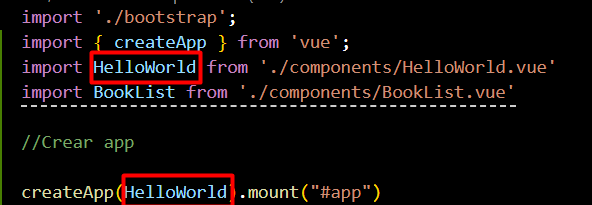 import './bootstrap';
import { createApp } from 'vue';
import HelloWorld from './components/HelloWorld.vue'
import BookList from './components/BookList.vue'
//Crear app
createApp(HelloWorld).mount("#app")